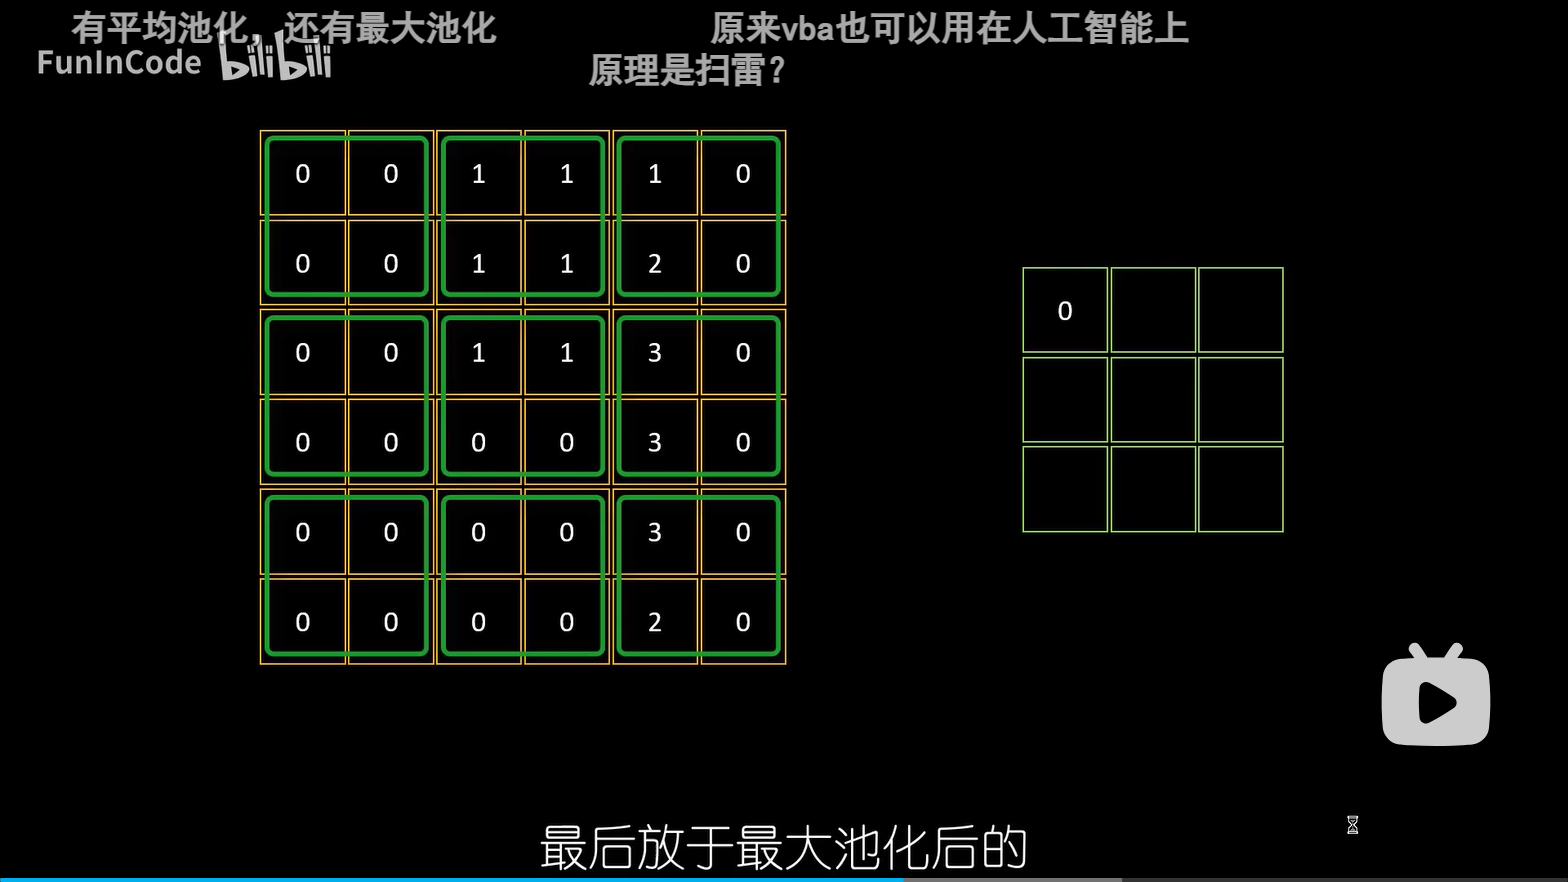 有平均池化，还有最大池化
原来vba也可以用在人工智能上
FunInCode bilibili
原理是扫雷？
0 0 1 1 1 0
0 0 1 1 2 0
0
0 0 1 1 3 0
0 0 0 0 3 0
0 0 0 0 3 0
0 0 0 0 2 0
最后放于最大池化后的